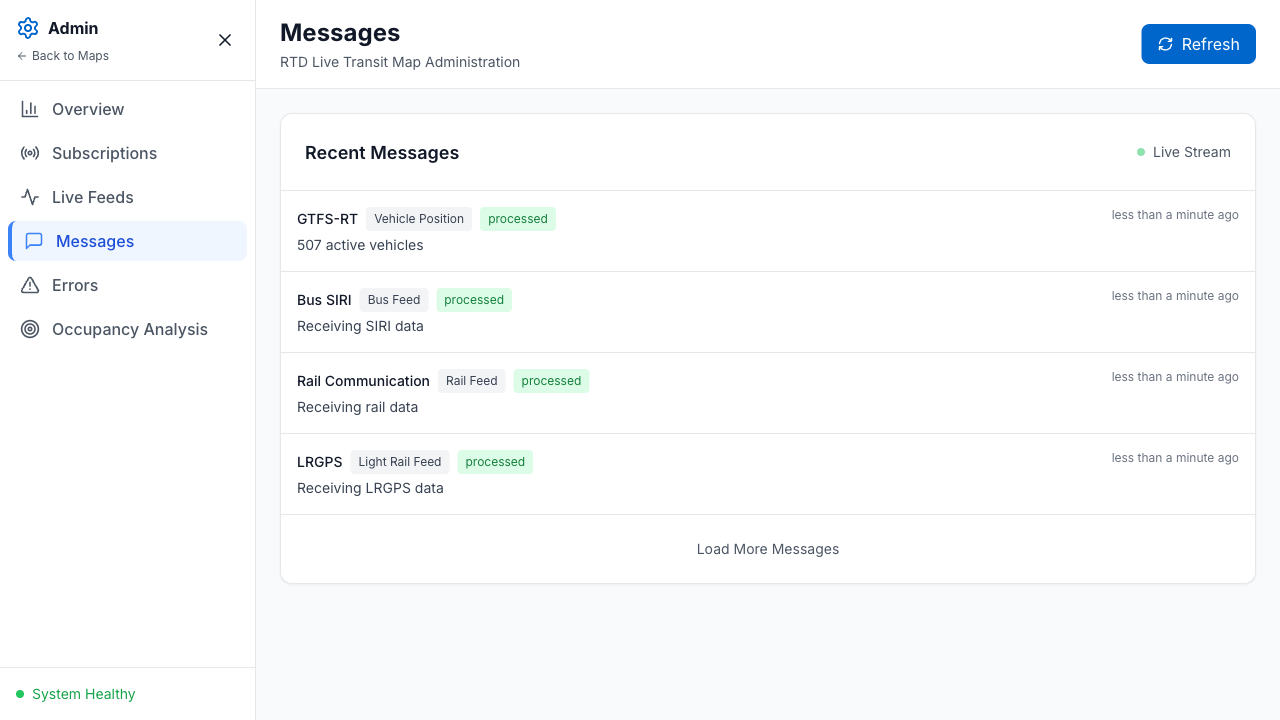 Admin
← Back to Maps
Overview
Subscriptions
Live Feeds
Messages
Errors
Occupancy Analysis
System Healthy
Messages
RTD Live Transit Map Administration
Refresh
Recent Messages
Live Stream
GTFS-RT Vehicle Position processed less than a minute ago
507 active vehicles
Bus SIRI Bus Feed processed less than a minute ago
Receiving SIRI data
Rail Communication Rail Feed processed less than a minute ago
Receiving rail data
LRGPS Light Rail Feed processed less than a minute ago
Receiving LRGPS data
Load More Messages